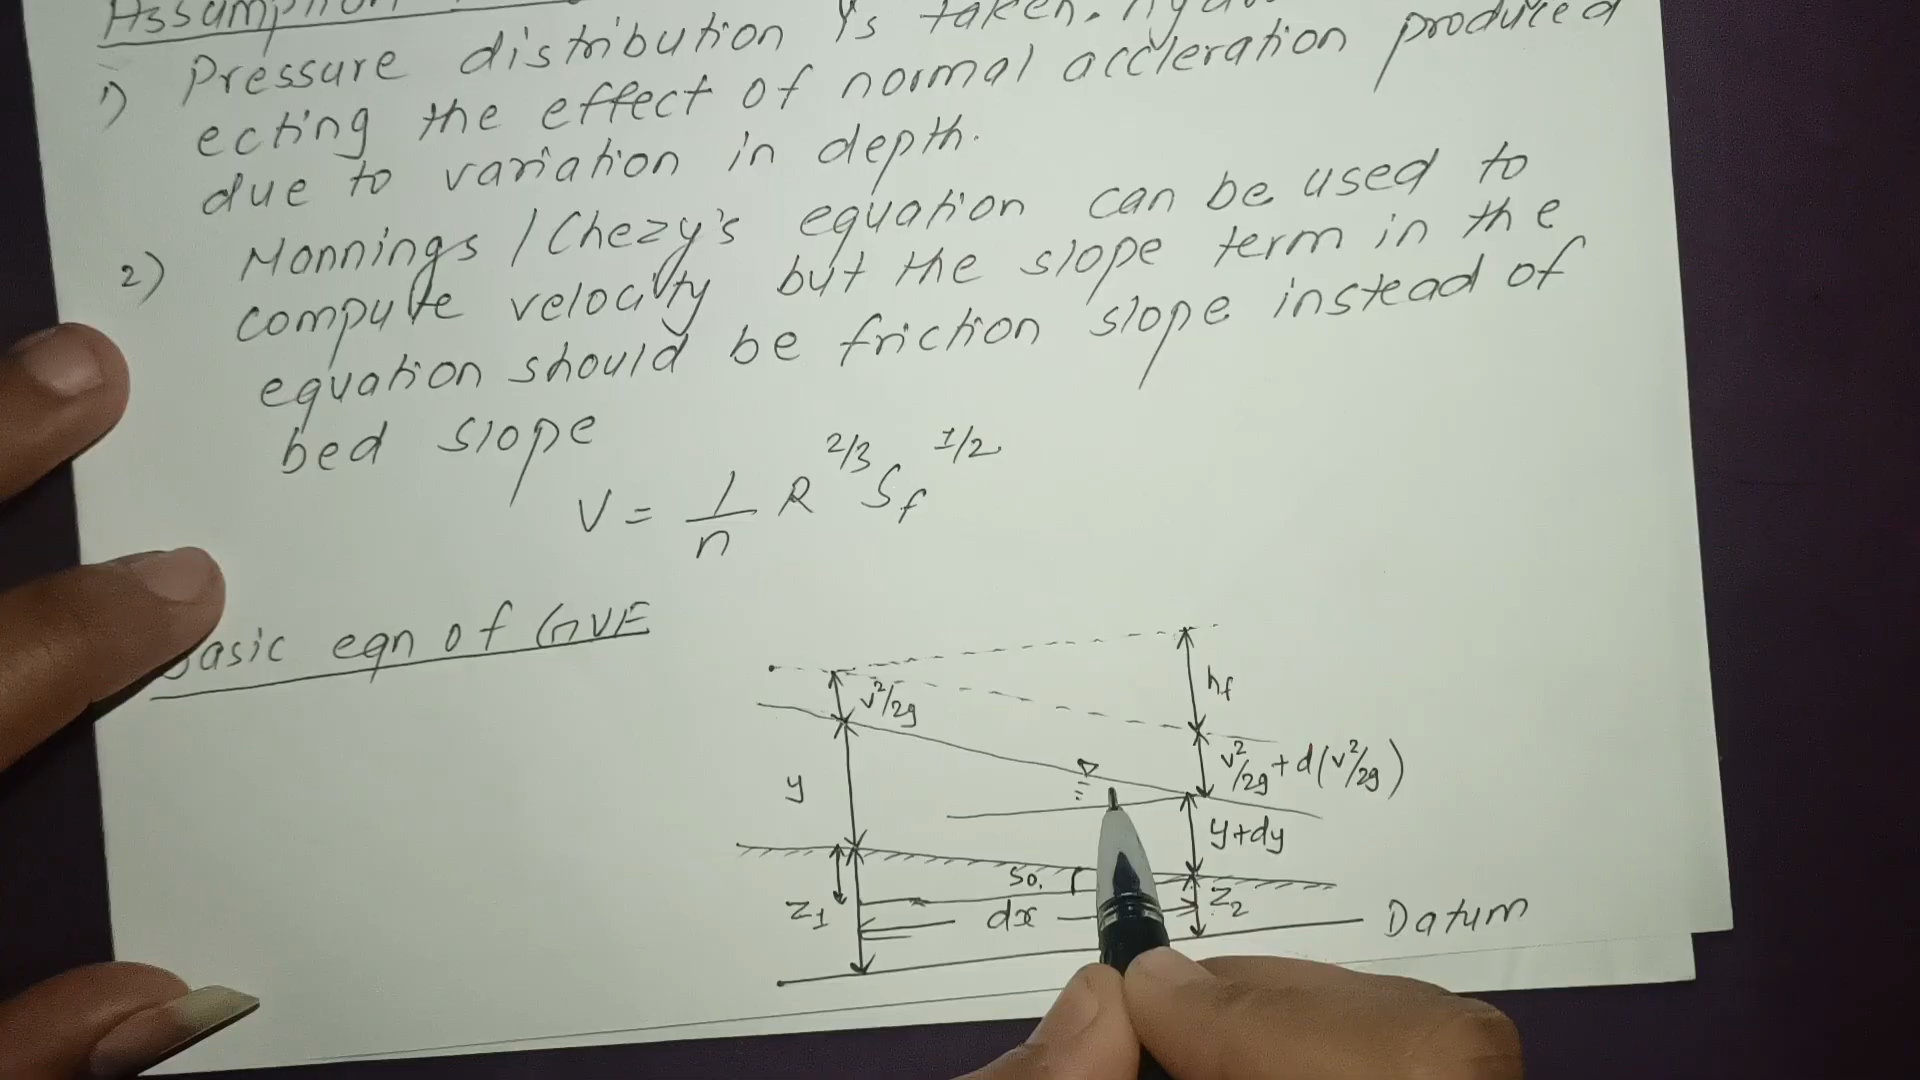 Assumption
1) Pressure distribution is taken.
ecting the effect of normal accleration produced
due to variation in depth.
2) Mannings / Chezy's equation can be used to
compute velocity but the slope term in the
equation should be friction slope instead of
bed slope
V = 1/n R^2/3 Sf^1/2
Basic eqn of GVF
hf
v²/2g
v²/2g + d(v²/2g)
y
y+dy
So.
Z1
dx
Z2
Datum